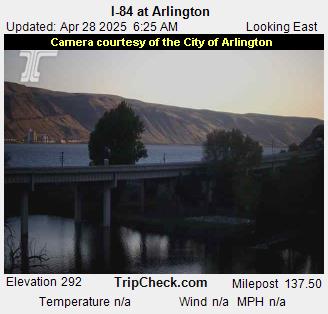 I-84 at Arlington
Updated: Apr 28 2025 6:25 AM Looking East
Camera courtesy of the City of Arlington
Elevation 292 TripCheck.com Milepost 137.50
Temperature n/a Wind n/a MPH n/a